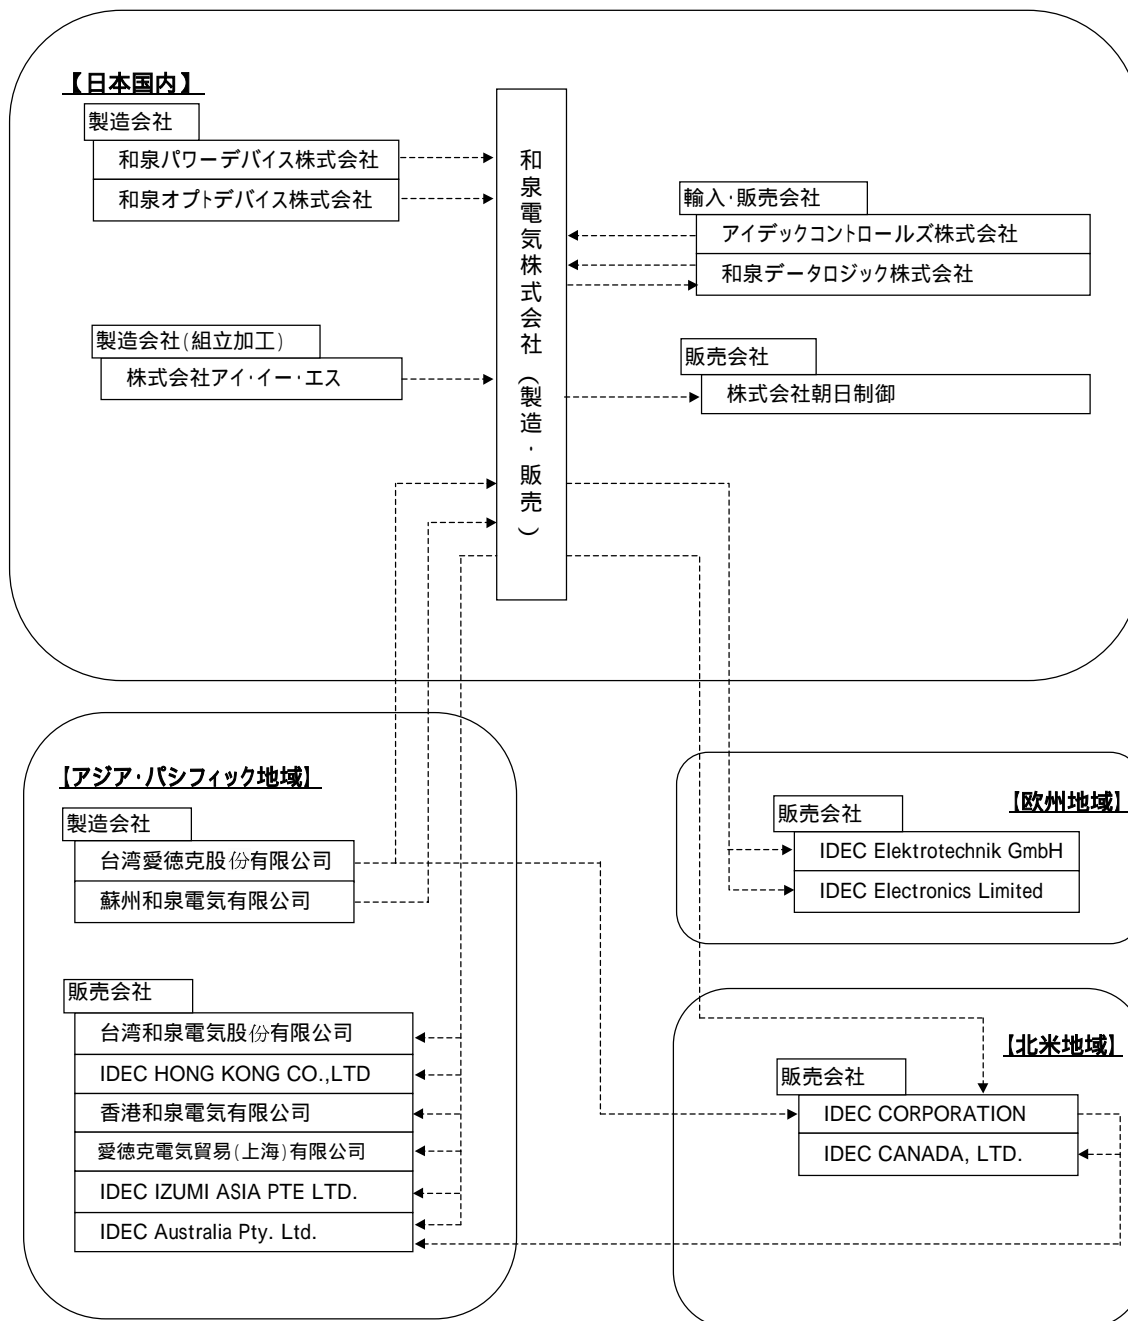 【日本国内】
製造会社
和泉パワーデバイス株式会社
和泉オプトデバイス株式会社
製造会社(組立加工)
株式会社アイ・イー・エス
和泉電気株式会社(製造・販売)
輸入・販売会社
アイデックコントロールズ株式会社
和泉データロジック株式会社
販売会社
株式会社朝日制御
【アジア・パシフィック地域】
製造会社
台湾愛徳克股份有限公司
蘇州和泉電気有限公司
販売会社
台湾和泉電気股份有限公司
IDEC HONG KONG CO.,LTD
香港和泉電気有限公司
愛徳克電気貿易(上海)有限公司
IDEC IZUMI ASIA PTE LTD.
IDEC Australia Pty. Ltd.
【欧州地域】
販売会社
IDEC Elektrotechnik GmbH
IDEC Electronics Limited
【北米地域】
販売会社
IDEC CORPORATION
IDEC CANADA, LTD.